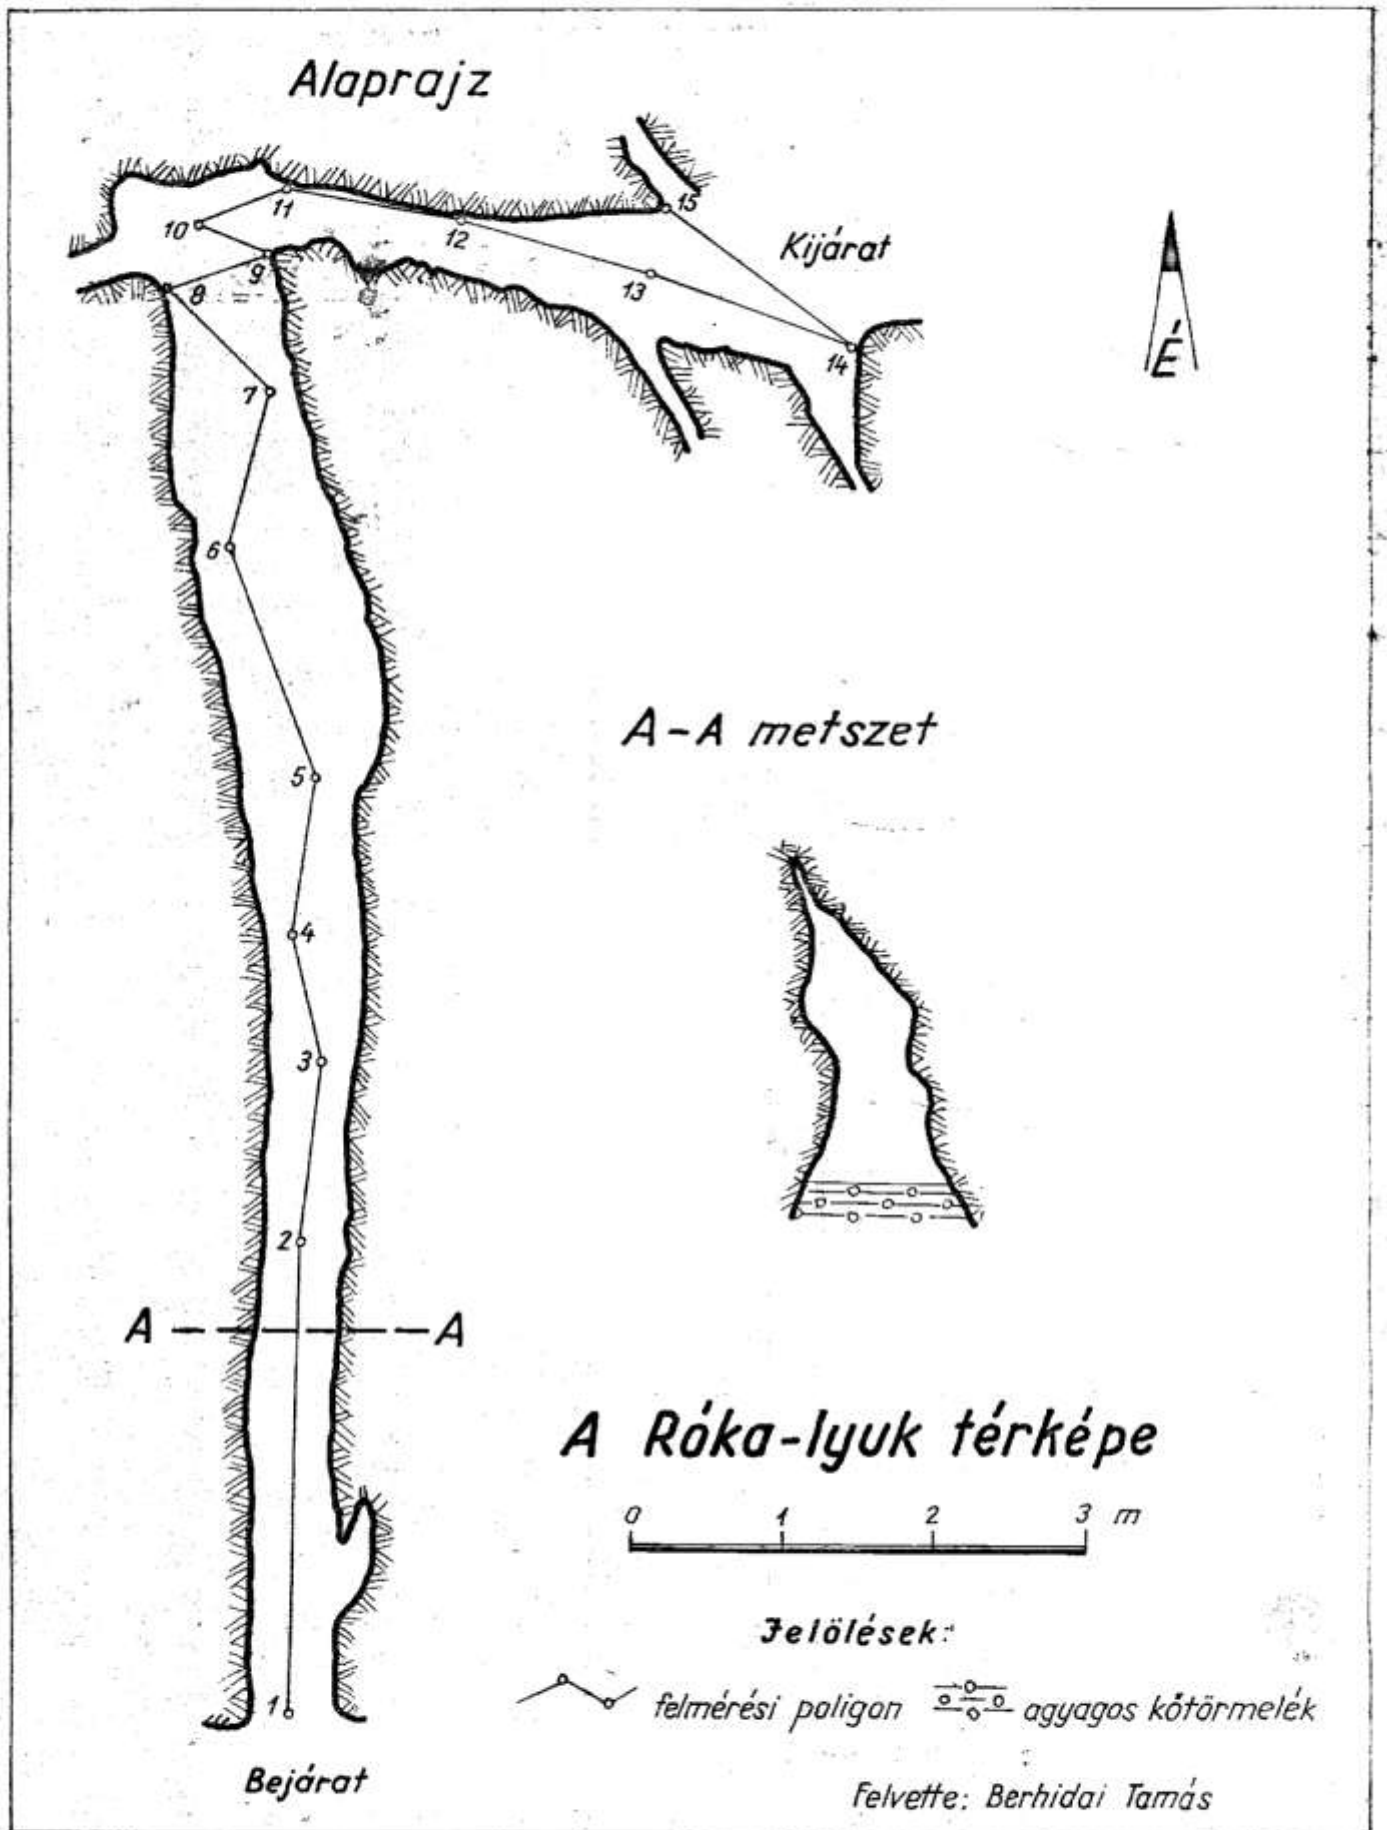 Alaprajz
15
11
10
12
Kijárat
9
8
13
14
É
7
6
A-A metszet
5
4
3
2
A A
A Róka-lyuk térképe
0 1 2 3 m
Jelölések:
felmérési poligon agyagos kőtörmelék
1
Bejárat
Felvette: Berhidai Tamás